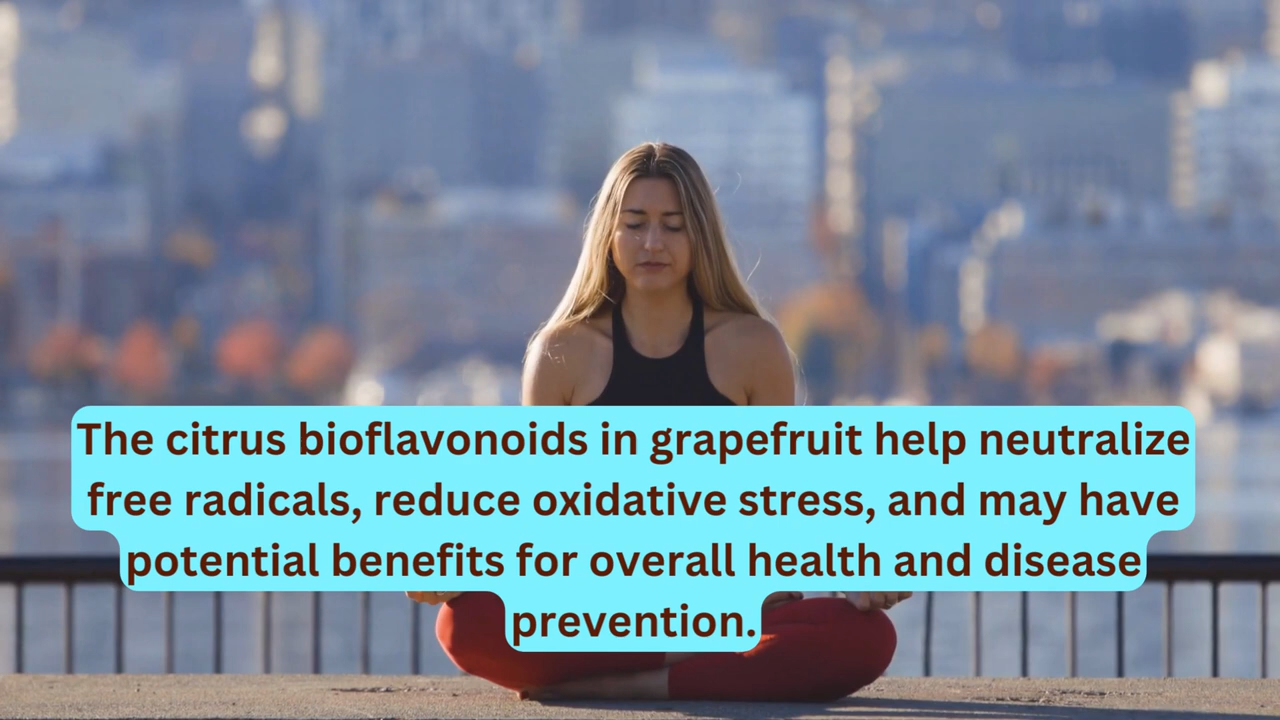 The citrus bioflavonoids in grapefruit help neutralize
free radicals, reduce oxidative stress, and may have
potential benefits for overall health and disease
prevention.